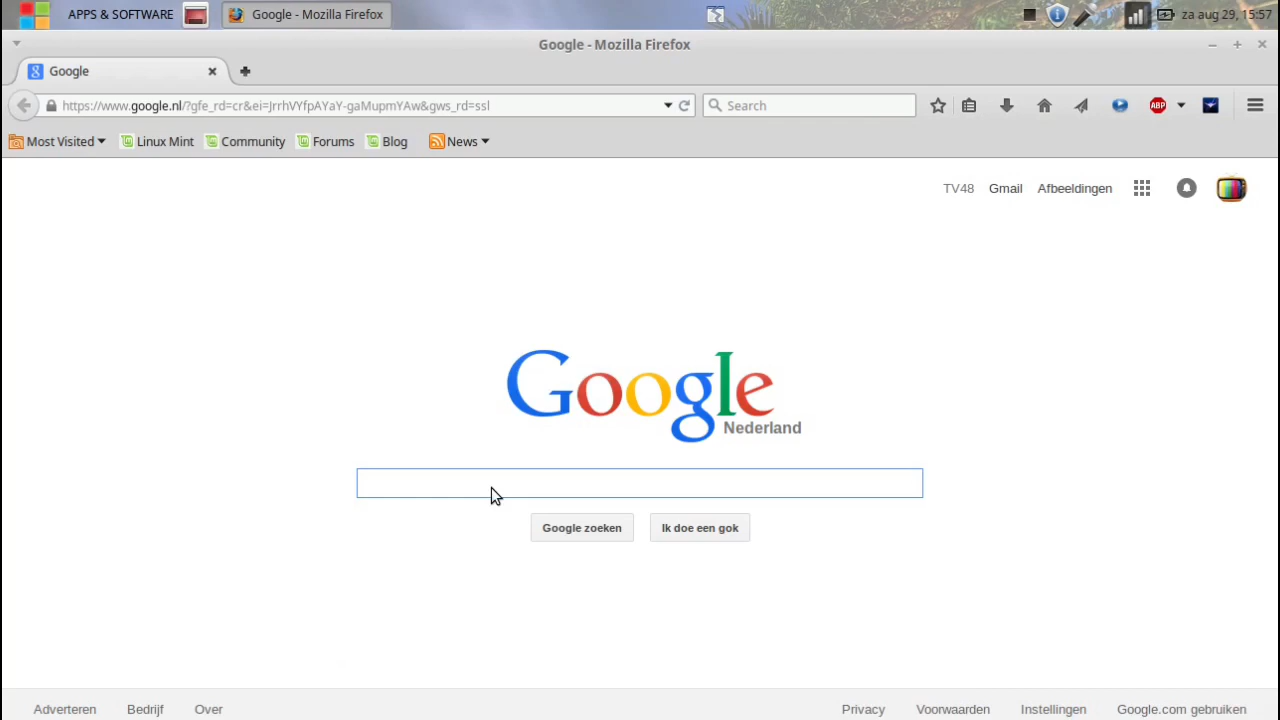 APPS & SOFTWARE Google - Mozilla Firefox za aug 29, 15:57
Google - Mozilla Firefox
Google
https://www.google.nl/?gfe_rd=cr&ei=JrrhVYfpAYaY-gaMupmYAw&gws_rd=ssl Search ABP
Most Visited Linux Mint Community Forums Blog News
TV48 Gmail Afbeeldingen
Google
Nederland
Google zoeken Ik doe een gok
Adverteren Bedrijf Over Privacy Voorwaarden Instellingen Google.com gebruiken